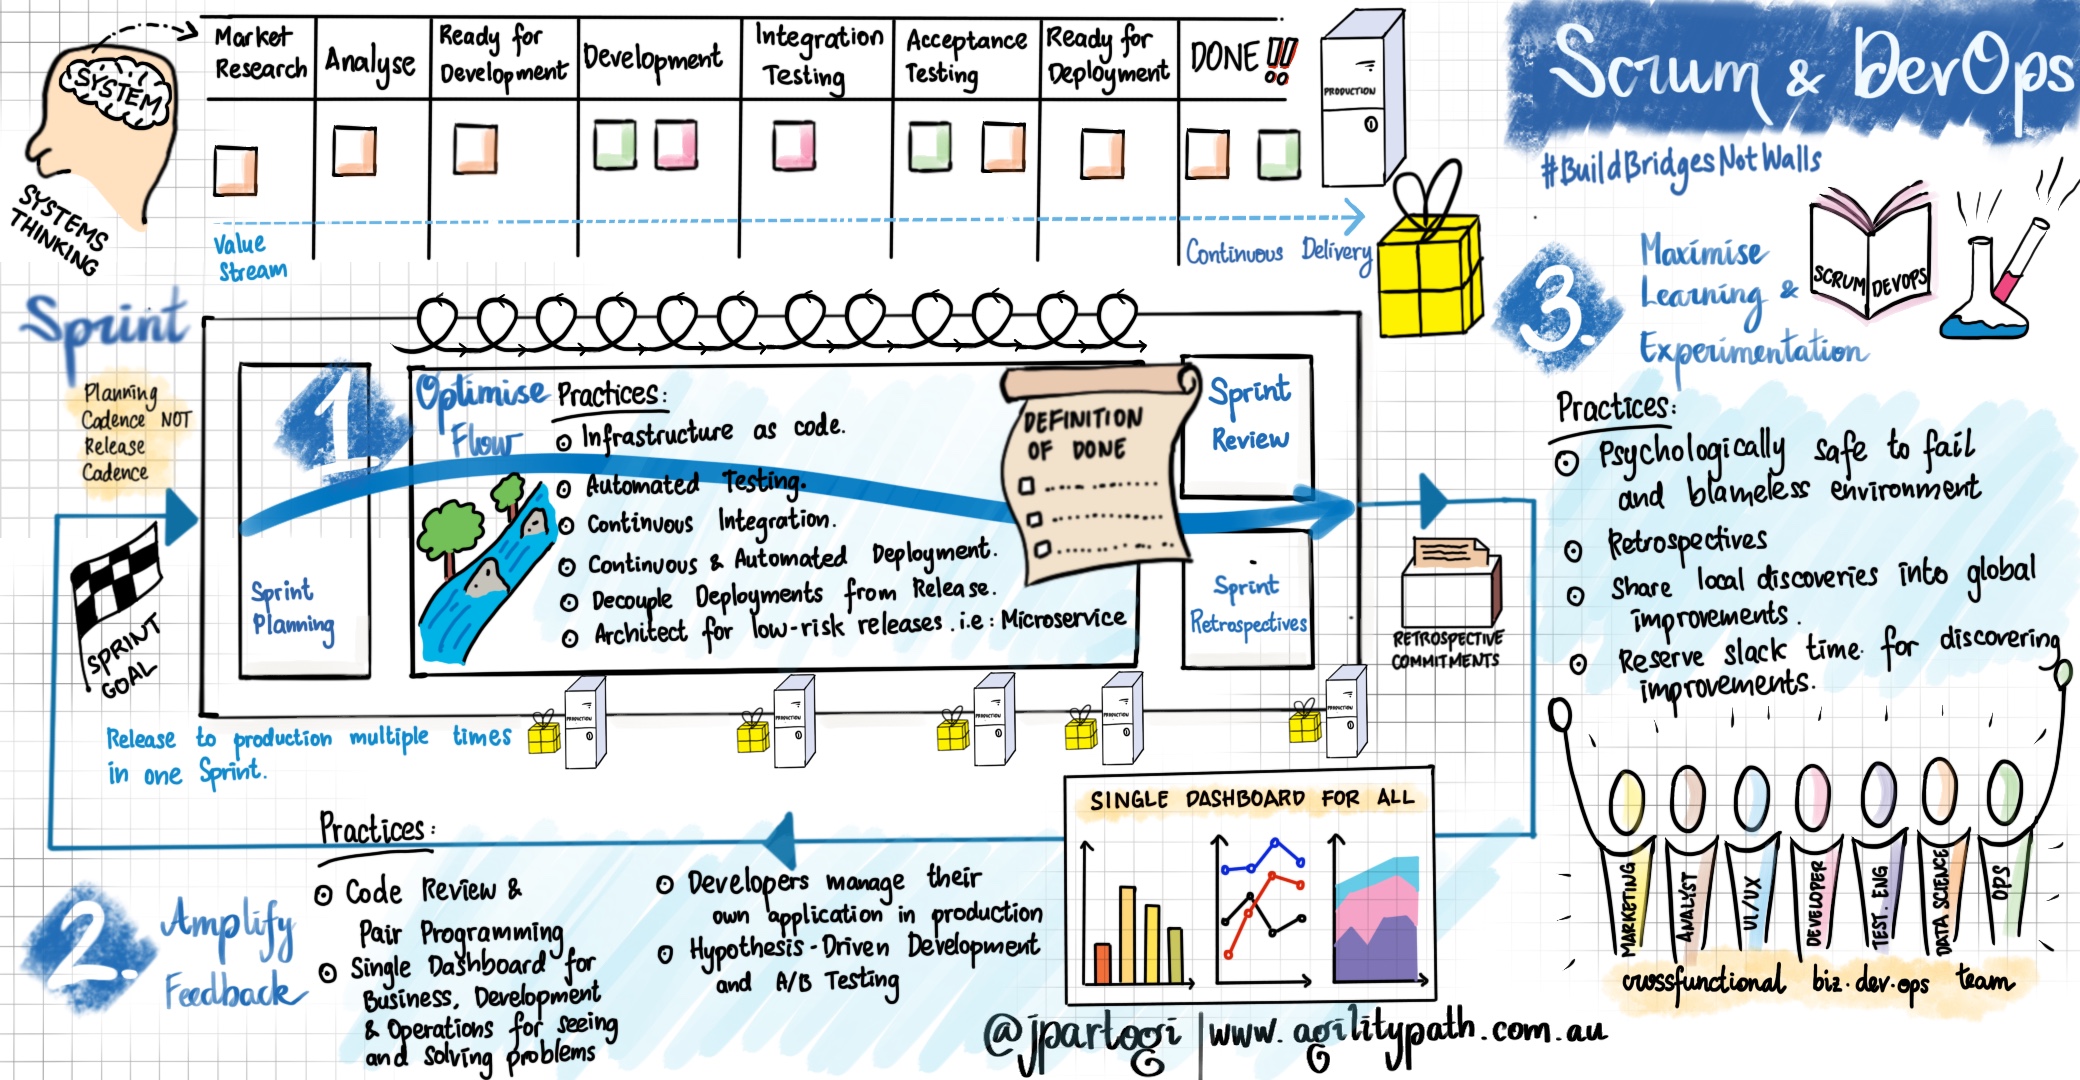 SYSTEM
SYSTEMS
THINKING
Market
Research
Analyse
Ready for
Development
Development
Integration
Testing
Acceptance
Testing
Ready for
Deployment
DONE!!
PRODUCTION
Value
Stream
Continuous Delivery
Scrum & DevOps
#BuildBridgesNotWalls
Sprint
Planning
Cadence NOT
Release
Cadence
SPRINT
GOAL
1
Sprint
Planning
Optimise
Flow
Practices:
Infrastructure as code.
Automated Testing.
Continuous Integration.
Continuous & Automated Deployment.
Decouple Deployments from Release.
Architect for low-risk releases. i.e: Microservice
DEFINITION
OF DONE
Sprint
Review
Sprint
Retrospectives
RETROSPECTIVE
COMMITMENTS
PRODUCTION
PRODUCTION
PRODUCTION
PRODUCTION
PRODUCTION
Release to production multiple times
in one Sprint.
2.
Amplify
Feedback
Practices:
Code Review &
Pair Programming
Single Dashboard for
Business, Development
& Operations for seeing
and solving problems
Developers manage their
own application in production
Hypothesis-Driven Development
and A/B Testing
SINGLE DASHBOARD FOR ALL
3.
Maximise
Learning &
Experimentation
SCRUM DEVOPS
Practices:
Psychologically safe to fail
and blameless environment
Retrospectives
Share local discoveries into global
improvements.
Reserve slack time for discovering
improvements.
MARKETING
ANALYST
UI/UX
DEVELOPER
TEST. ENG
DATA SCIENCE
OPS
crossfunctional biz.dev.ops team
@jpartogi | www.agilitypath.com.au